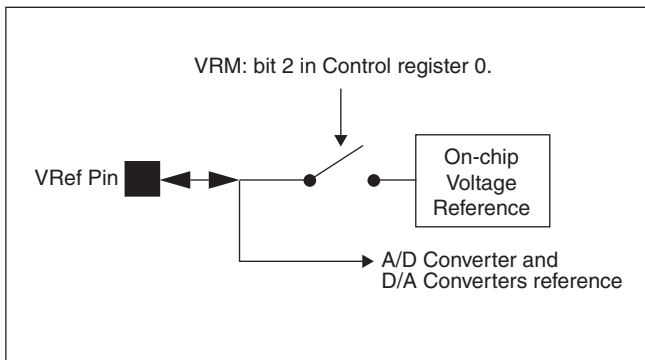 VRM: bit 2 in Control register 0.
VRef Pin
On-chip
Voltage
Reference
A/D Converter and
D/A Converters reference